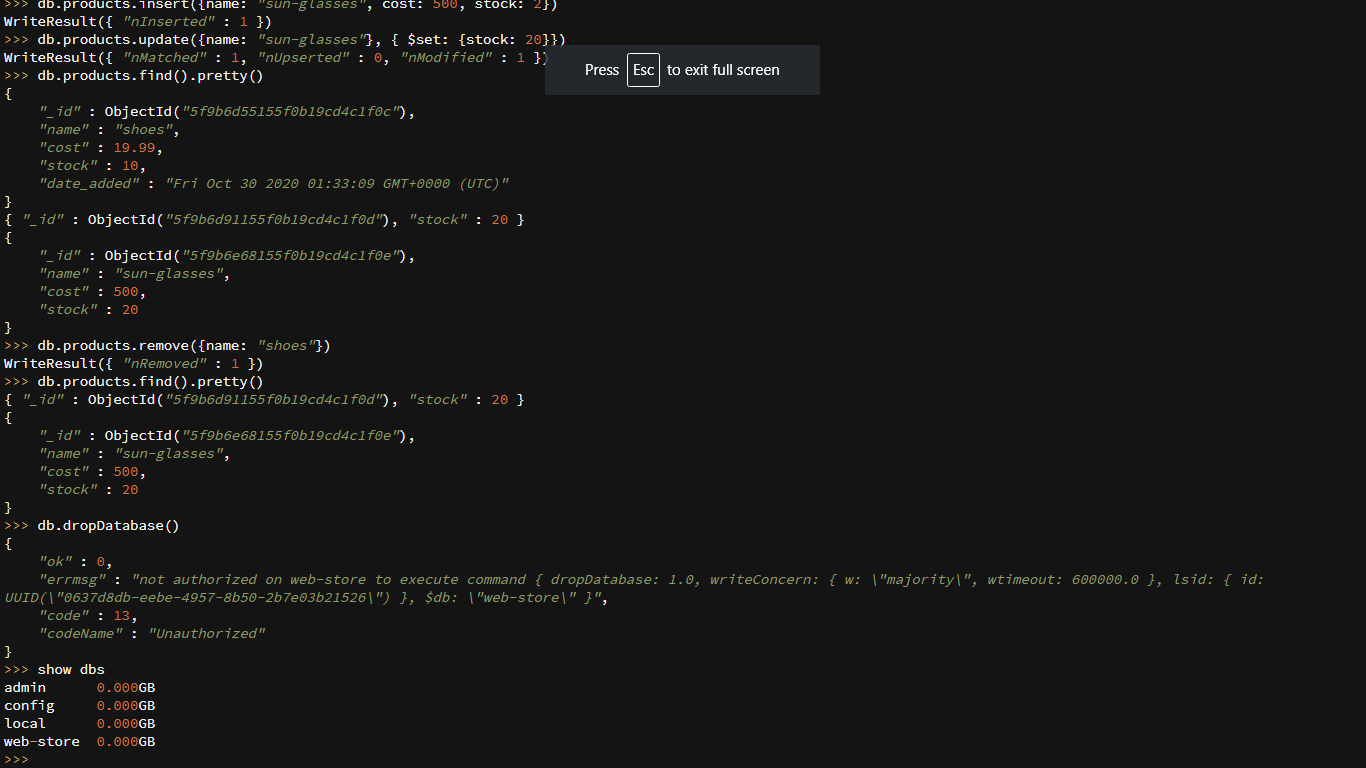 >>> db.products.insert({name: "sun-glasses", cost: 500, stock: 2})
WriteResult({ "nInserted" : 1 })
>>> db.products.update({name: "sun-glasses"}, { $set: {stock: 20}})
WriteResult({ "nMatched" : 1, "nUpserted" : 0, "nModified" : 1 })
Press Esc to exit full screen
>>> db.products.find().pretty()
{
    "_id" : ObjectId("5f9b6d55155f0b19cd4c1f0c"),
    "name" : "shoes",
    "cost" : 19.99,
    "stock" : 10,
    "date_added" : "Fri Oct 30 2020 01:33:09 GMT+0000 (UTC)"
}
{ "_id" : ObjectId("5f9b6d91155f0b19cd4c1f0d"), "stock" : 20 }
{
    "_id" : ObjectId("5f9b6e68155f0b19cd4c1f0e"),
    "name" : "sun-glasses",
    "cost" : 500,
    "stock" : 20
}
>>> db.products.remove({name: "shoes"})
WriteResult({ "nRemoved" : 1 })
>>> db.products.find().pretty()
{ "_id" : ObjectId("5f9b6d91155f0b19cd4c1f0d"), "stock" : 20 }
{
    "_id" : ObjectId("5f9b6e68155f0b19cd4c1f0e"),
    "name" : "sun-glasses",
    "cost" : 500,
    "stock" : 20
}
>>> db.dropDatabase()
{
    "ok" : 0,
    "errmsg" : "not authorized on web-store to execute command { dropDatabase: 1.0, writeConcern: { w: \"majority\", wtimeout: 600000.0 }, lsid: { id:
UUID(\"0637d8db-eebe-4957-8b50-2b7e03b21526\") }, $db: \"web-store\" }",
    "code" : 13,
    "codeName" : "Unauthorized"
}
>>> show dbs
admin      0.000GB
config     0.000GB
local      0.000GB
web-store  0.000GB
>>>